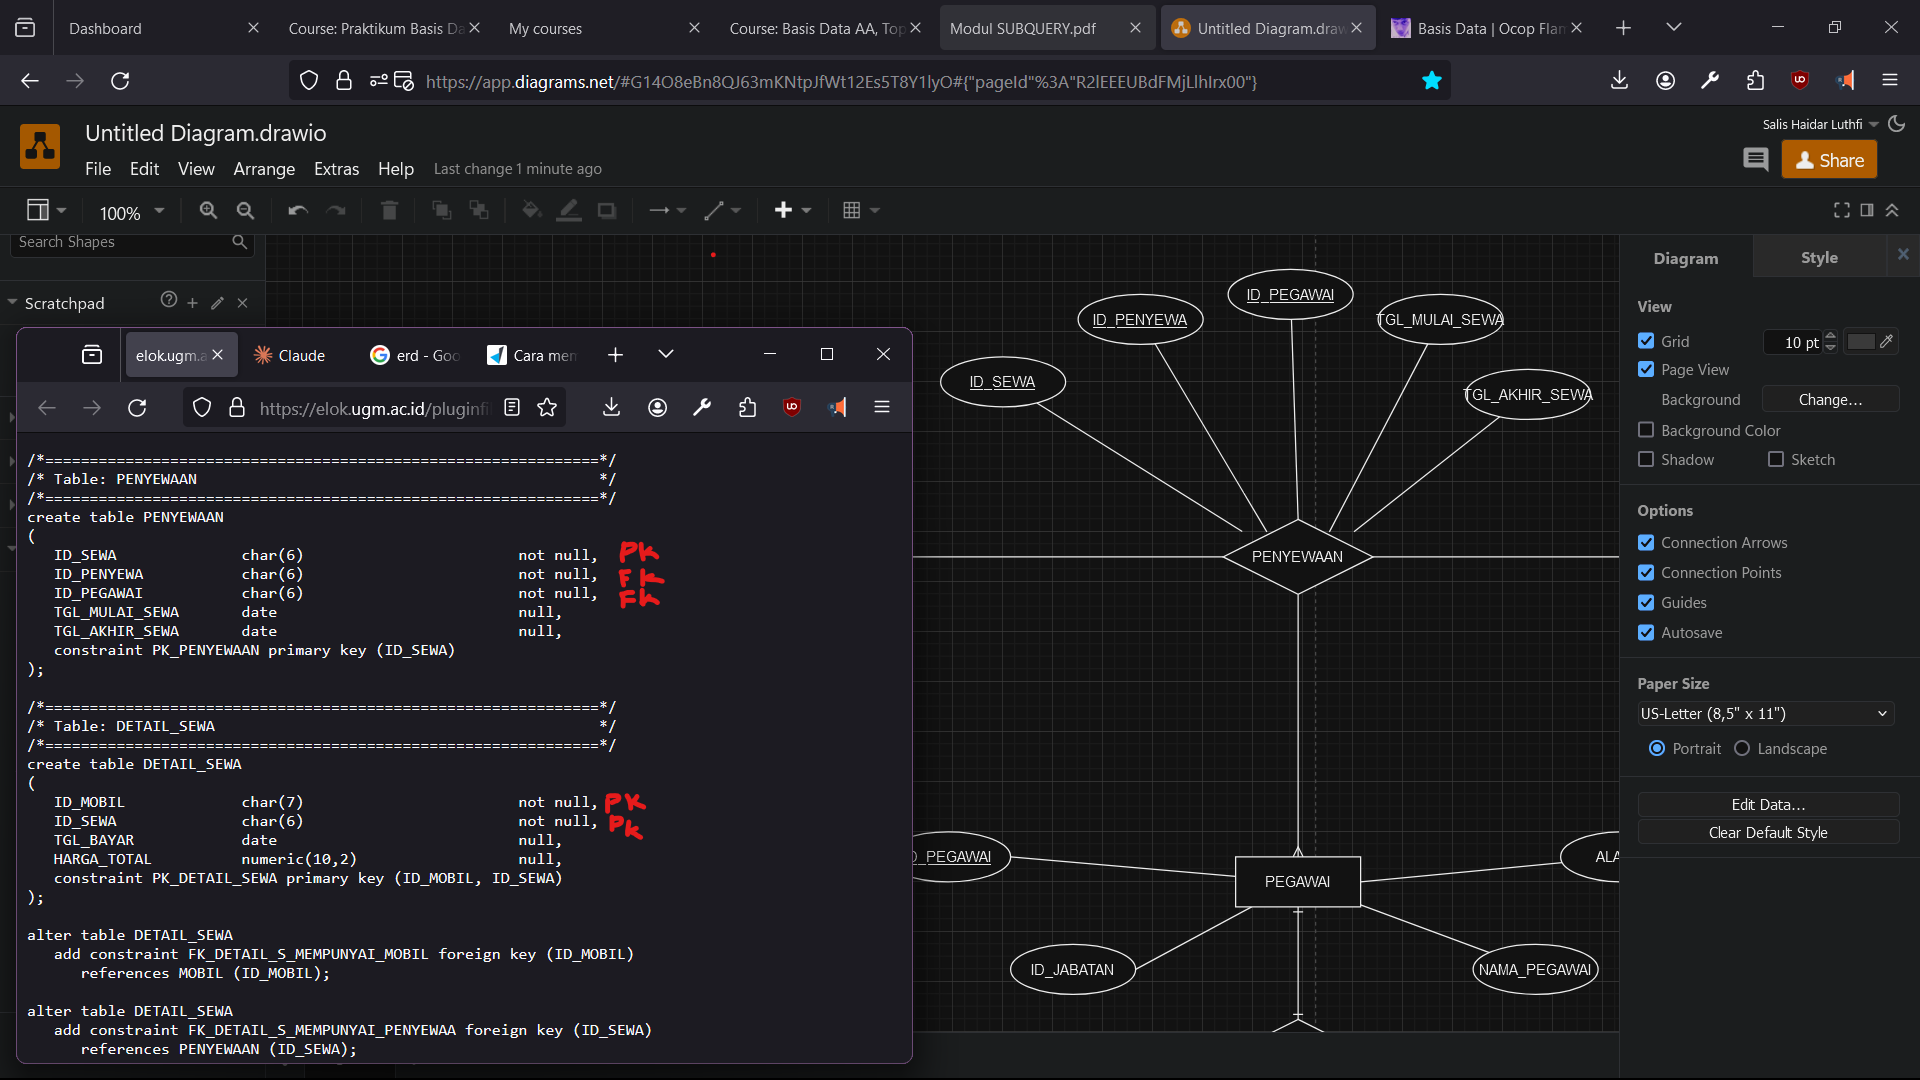 Dashboard
Course: Praktikum Basis Da
My courses
Course: Basis Data AA, Top
Modul SUBQUERY.pdf
Untitled Diagram.draw
Basis Data | Ocop Flan
https://app.diagrams.net/#G14O8eBn8QJ63mKNtpJfWt12Es5T8Y1lyO#{"pageId"%3A"R2lEEEUBdFMjLlhIrx00"}
Untitled Diagram.drawio
Salis Haidar Luthfi
File Edit View Arrange Extras Help Last change 1 minute ago
Share
100%
Search Shapes
Scratchpad
elok.ugm.a
Claude
erd - Goo
Cara men
https://elok.ugm.ac.id/pluginfi
/*==============================================================*/
/* Table: PENYEWAAN */
/*==============================================================*/
create table PENYEWAAN
(
ID_SEWA char(6) not null, PK
ID_PENYEWA char(6) not null, FK
ID_PEGAWAI char(6) not null, FK
TGL_MULAI_SEWA date null,
TGL_AKHIR_SEWA date null,
constraint PK_PENYEWAAN primary key (ID_SEWA)
);
/*==============================================================*/
/* Table: DETAIL_SEWA */
/*==============================================================*/
create table DETAIL_SEWA
(
ID_MOBIL char(7) not null, PK
ID_SEWA char(6) not null, PK
TGL_BAYAR date null,
HARGA_TOTAL numeric(10,2) null,
constraint PK_DETAIL_SEWA primary key (ID_MOBIL, ID_SEWA)
);
alter table DETAIL_SEWA
add constraint FK_DETAIL_S_MEMPUNYAI_MOBIL foreign key (ID_MOBIL)
references MOBIL (ID_MOBIL);
alter table DETAIL_SEWA
add constraint FK_DETAIL_S_MEMPUNYAI_PENYEWAA foreign key (ID_SEWA)
references PENYEWAAN (ID_SEWA);
ID_SEWA
ID_PENYEWA
ID_PEGAWAI
TGL_MULAI_SEWA
TGL_AKHIR_SEWA
PENYEWAAN
D_PEGAWAI
PEGAWAI
ALA
ID_JABATAN
NAMA_PEGAWAI
Diagram
Style
View
Grid
10 pt
Page View
Background
Change...
Background Color
Shadow
Sketch
Options
Connection Arrows
Connection Points
Guides
Autosave
Paper Size
US-Letter (8,5" x 11")
Portrait
Landscape
Edit Data...
Clear Default Style